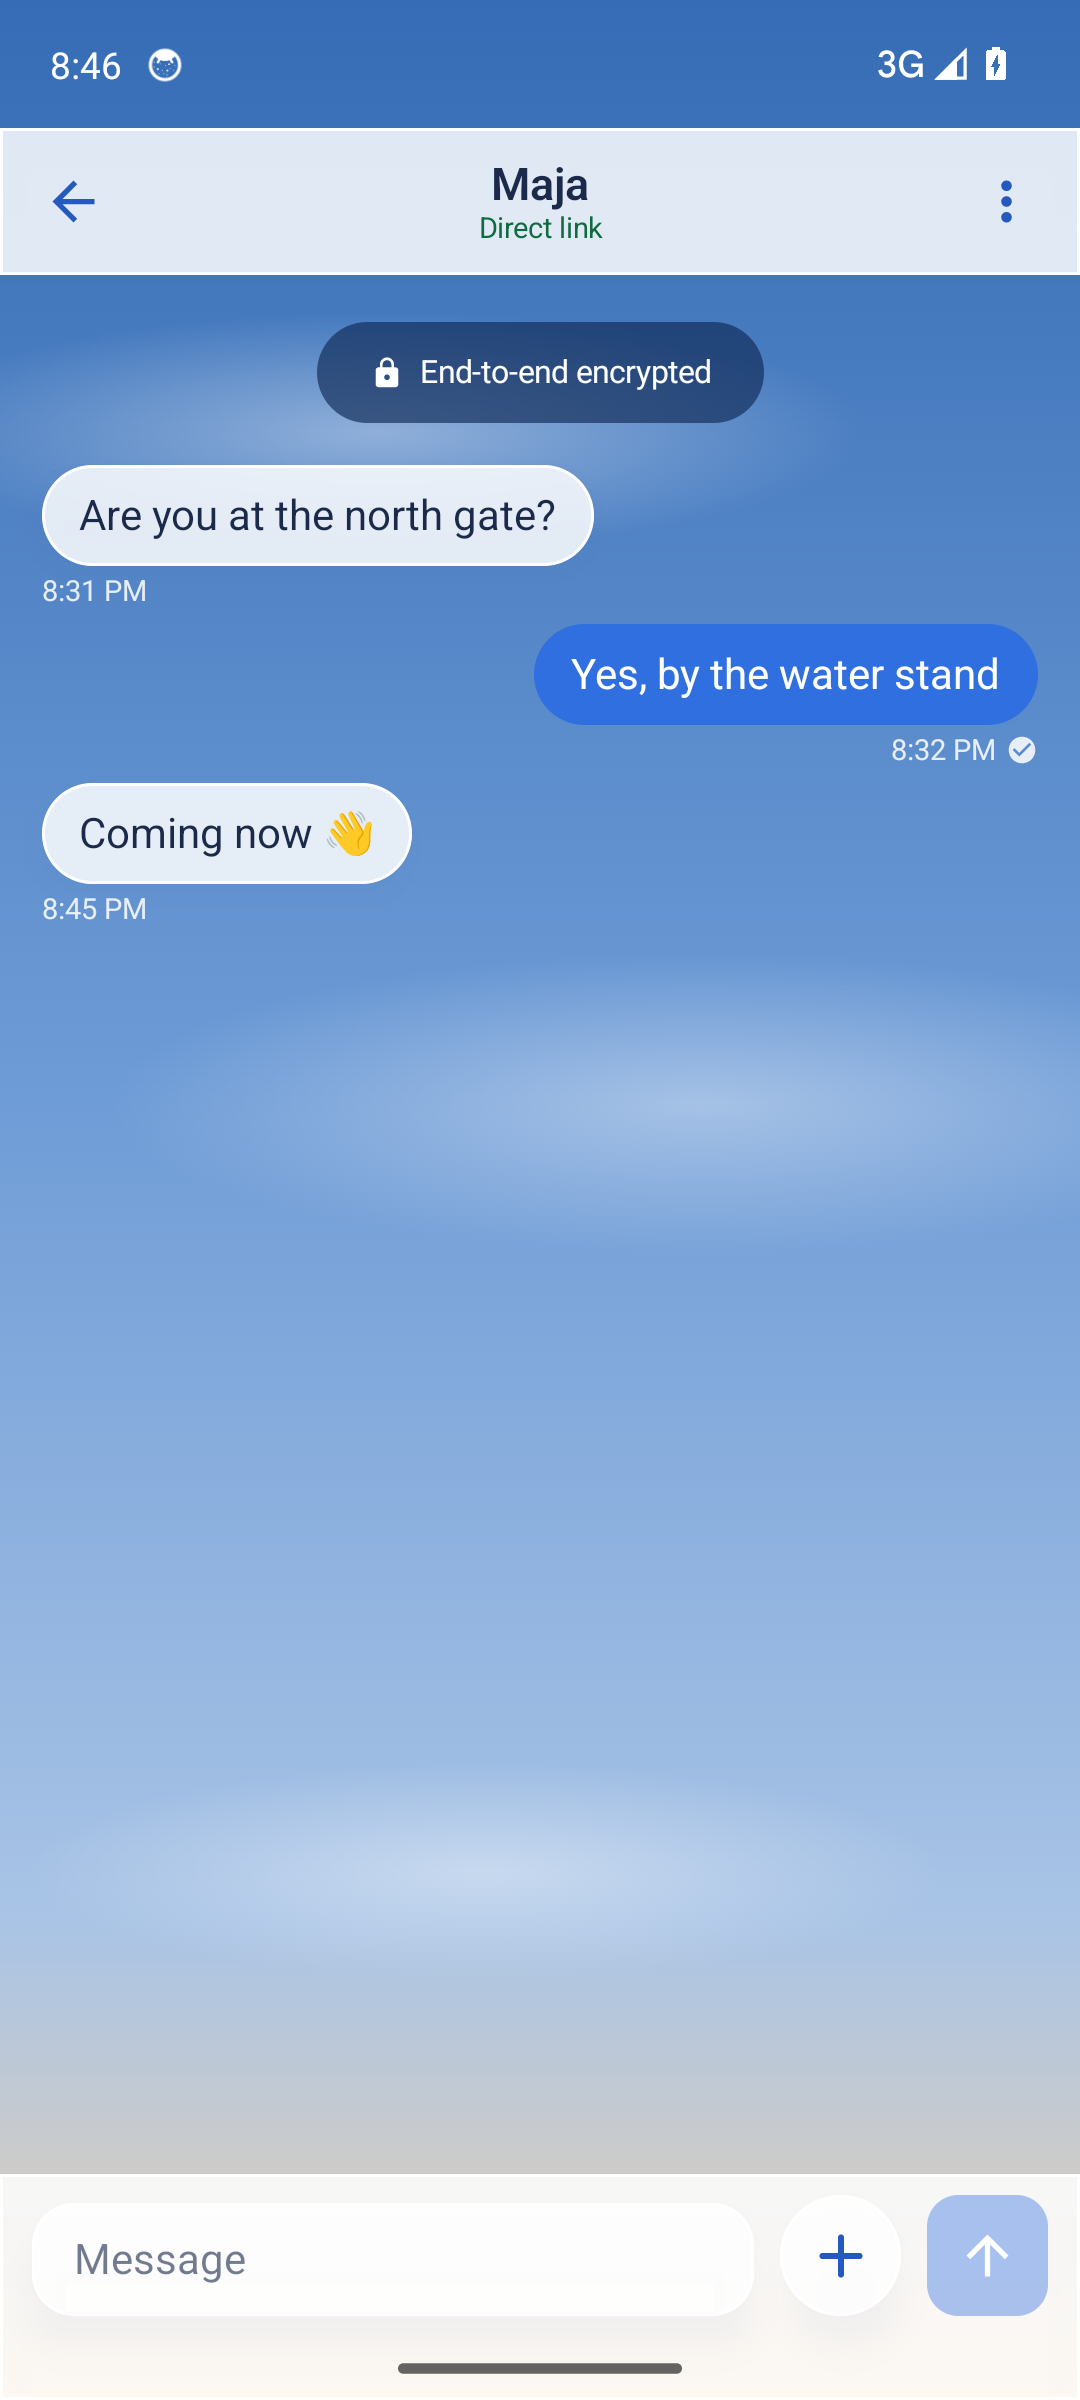 8:46
3G
Maja
Direct link
End-to-end encrypted
Are you at the north gate?
8:31 PM
Yes, by the water stand
8:32 PM
Coming now 👋
8:45 PM
Message